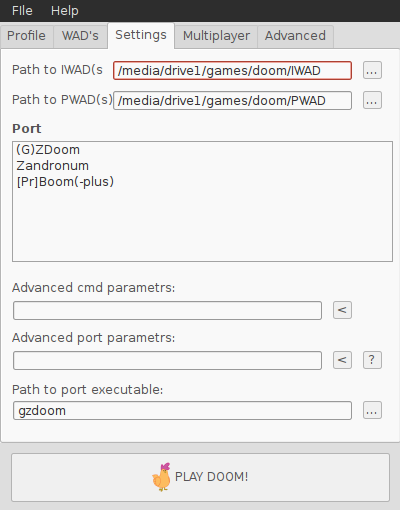 FIle Help
Profile WAD's Settings Multiplayer Advanced
Path to IWAD(s /media/drive1/games/doom/IWAD ...
Path to PWAD(s) /media/drive1/games/doom/PWAD ...
Port
(G)ZDoom
Zandronum
[Pr]Boom(-plus)
Advanced cmd parametrs:
<
Advanced port parametrs:
< ?
Path to port executable:
gzdoom ...
PLAY DOOM!